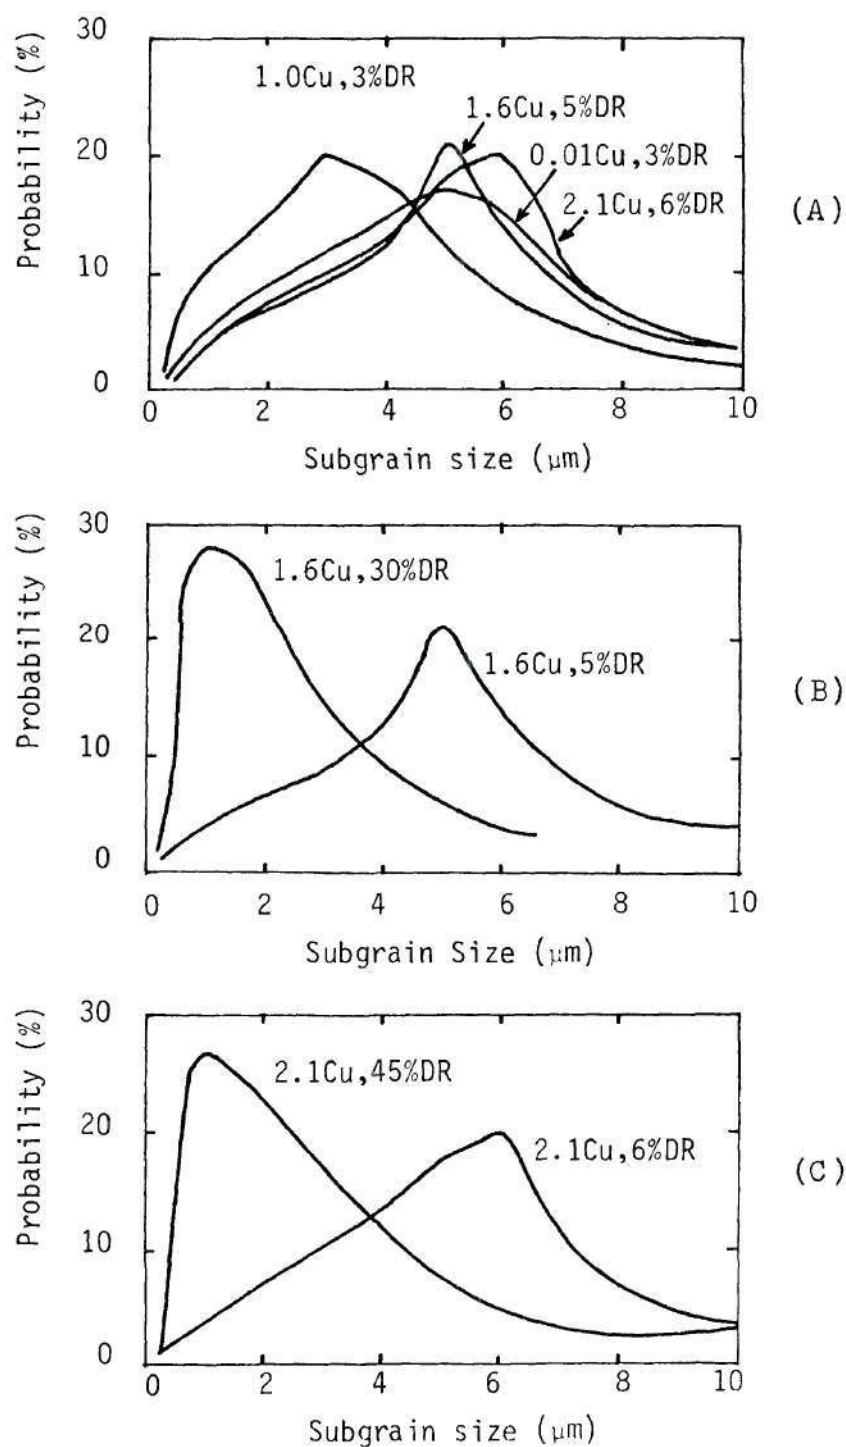 30
20
10
0
Probability (%)
1.0Cu,3%DR
1.6Cu,5%DR
0.01Cu,3%DR
2.1Cu,6%DR
(A)
0 2 4 6 8 10
Subgrain size (μm)
30
20
10
0
Probability (%)
1.6Cu,30%DR
1.6Cu,5%DR
(B)
0 2 4 6 8 10
Subgrain Size (μm)
30
20
10
0
Probability (%)
2.1Cu,45%DR
2.1Cu,6%DR
(C)
0 2 4 6 8 10
Subgrain size (μm)